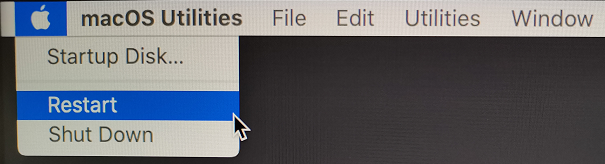 macOS Utilities File Edit Utilities Window
Startup Disk...
Restart
Shut Down